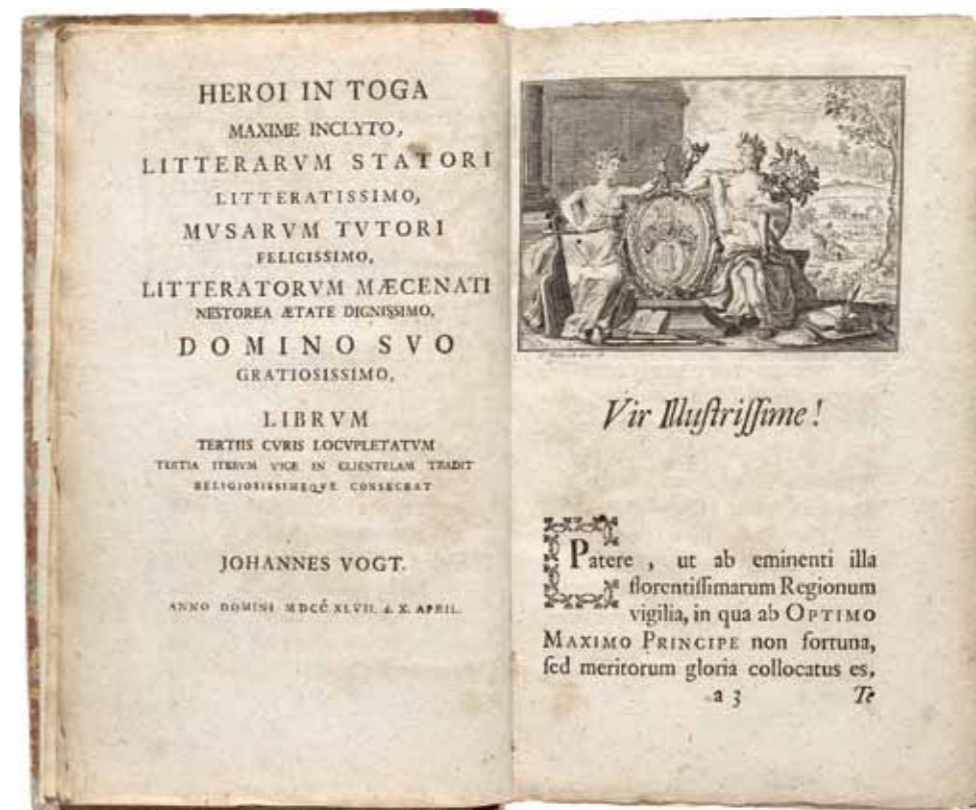 HEROI IN TOGA
MAXIME INCLYTO,
LITTERARVM STATORI
LITTERATISSIMO,
MVSARVM TVTORI
FELICISSIMO,
LITTERATORVM MÆCENATI
NESTOREA ÆTATE DIGNISSIMO,
DOMINO SVO
GRATIOSISSIMO,
LIBRVM
TERTIIS CVRIS LOCVPLETATVM
TERTIA ITERVM VICE IN CLIENTELAM TRADIT
RELIGIOSISSIMEQVE CONSECRAT
JOHANNES VOGT.
ANNO DOMINI MDCCXLVII. d. X. APRIL.
Vir Illuſtriſſime!
Patere, ut ab eminenti illa
florentiſſimarum Regionum
vigilia, in qua ab OPTIMO
MAXIMO PRINCIPE non fortuna,
ſed meritorum gloria collocatus es,
a 3 Te